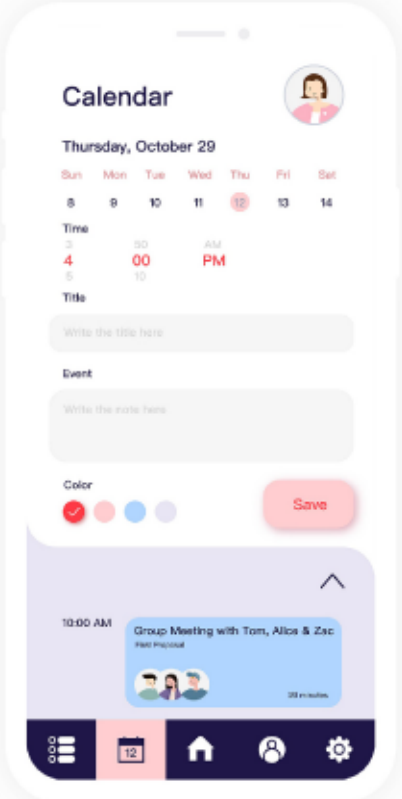 Calendar
Thursday, October 29
Sun Mon Tue Wed Thu Fri Sat
8 9 10 11 12 13 14
Time
3 50 AM
4 00 PM
5 10
Title
Write the title here
Event
Write the note here
Color
Save
10:00 AM
Group Meeting with Tom, Alice & Zac
Proposal
minutes
12